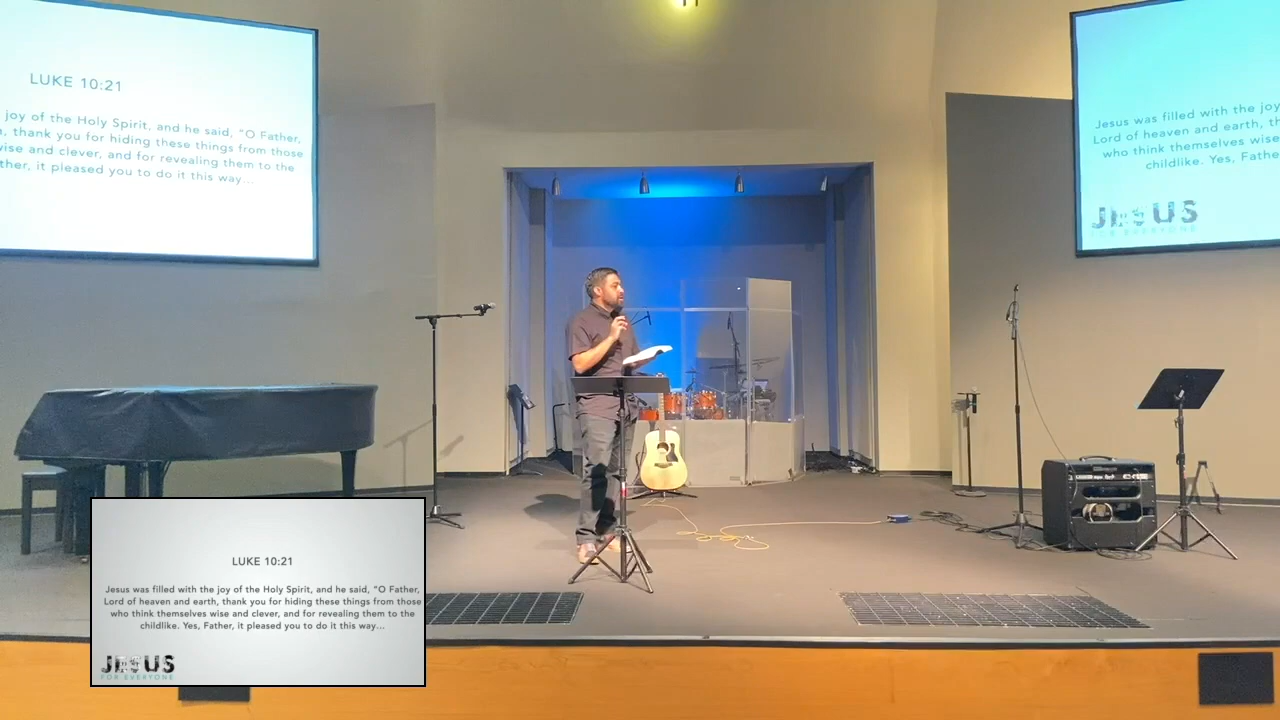 LUKE 10:21
joy of the Holy Spirit, and he said, "O Father,
, thank you for hiding these things from those
wise and clever, and for revealing them to the
ther, it pleased you to do it this way...
Jesus was filled with the joy
Lord of heaven and earth, th
who think themselves wise
childlike. Yes, Fathe
JESUS
FOR EVERYONE
LUKE 10:21
Jesus was filled with the joy of the Holy Spirit, and he said, "O Father,
Lord of heaven and earth, thank you for hiding these things from those
who think themselves wise and clever, and for revealing them to the
childlike. Yes, Father, it pleased you to do it this way...
JESUS
FOR EVERYONE